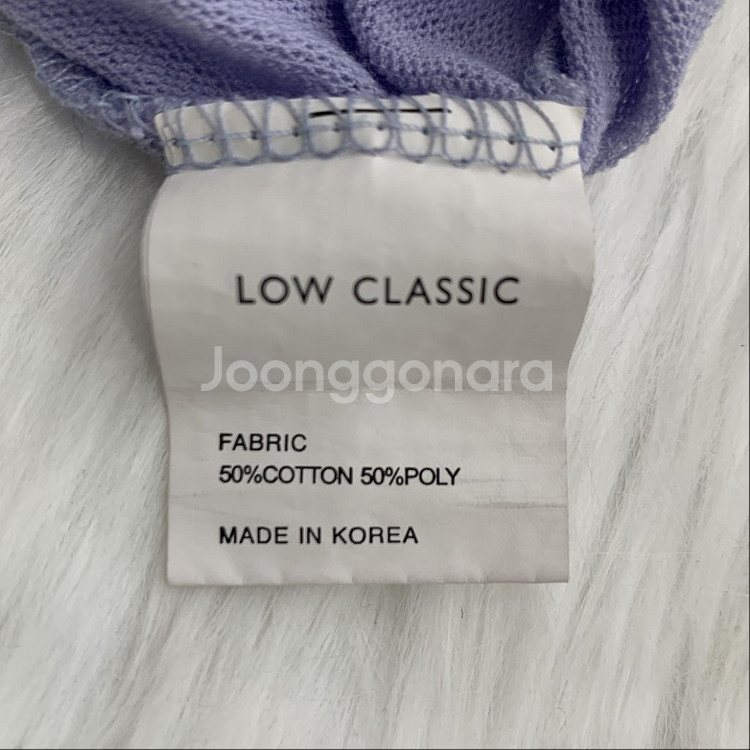 LOW CLASSIC
Joonggonara
FABRIC
50%COTTON 50%POLY
MADE IN KOREA